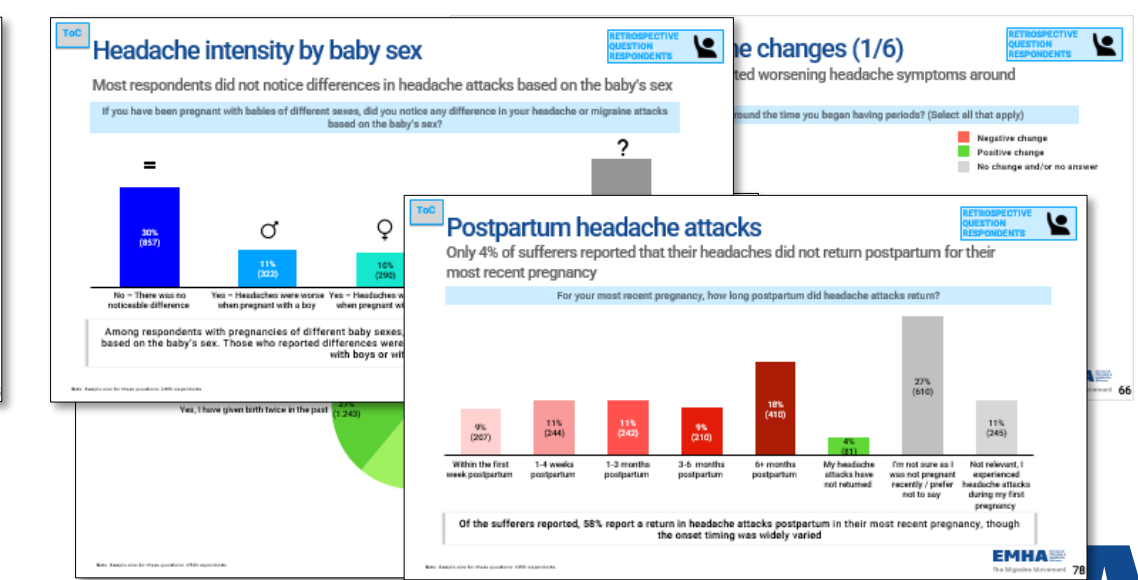 ToC
Headache intensity by baby sex
RETROSPECTIVE
QUESTION
RESPONDENTS
Most respondents did not notice differences in headache attacks based on the baby's sex
If you have been pregnant with babies of different sexes, did you notice any difference in your headache or migraine attacks
based on the baby's sex?
=
?
30%
(857)
♂
11%
(322)
♀
10%
(290)
No – There was no
noticeable difference
Yes – Headaches were worse
when pregnant with a boy
Yes – Headaches w
when pregnant wi
Among respondents with pregnancies of different baby sexes,
based on the baby's sex. Those who reported differences were
with boys or wit
ne changes (1/6)
RETROSPECTIVE
QUESTION
RESPONDENTS
ted worsening headache symptoms around
round the time you began having periods? (Select all that apply)
Negative change
Positive change
No change and/or no answer
66
Yes, I have given birth twice in the past
27%
(1.243)
ToC
Postpartum headache attacks
RETROSPECTIVE
QUESTION
RESPONDENTS
Only 4% of sufferers reported that their headaches did not return postpartum for their
most recent pregnancy
For your most recent pregnancy, how long postpartum did headache attacks return?
9%
(207)
11%
(244)
11%
(242)
9%
(210)
18%
(410)
4%
(81)
27%
(610)
11%
(245)
Within the first
week postpartum
1-4 weeks
postpartum
1-3 months
postpartum
3-6 months
postpartum
6+ months
postpartum
My headache
attacks have
not returned
I'm not sure as I
was not pregnant
recently / prefer
not to say
Not relevant, I
experienced
headache attacks
during my first
pregnancy
Of the sufferers reported, 58% report a return in headache attacks postpartum in their most recent pregnancy, though
the onset timing was widely varied
EMHA
The Migraine Movement
78